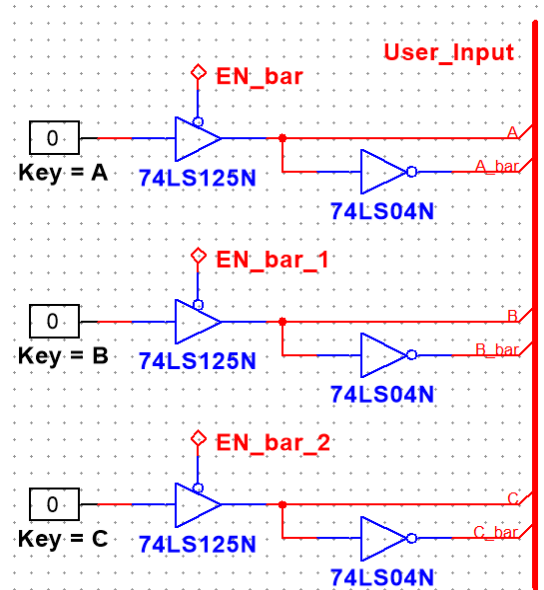 User_Input
EN_bar
0
A
Key = A
74LS125N
A_bar
74LS04N
EN_bar_1
0
B
Key = B
74LS125N
B_bar
74LS04N
EN_bar_2
0
C
Key = C
74LS125N
C_bar
74LS04N